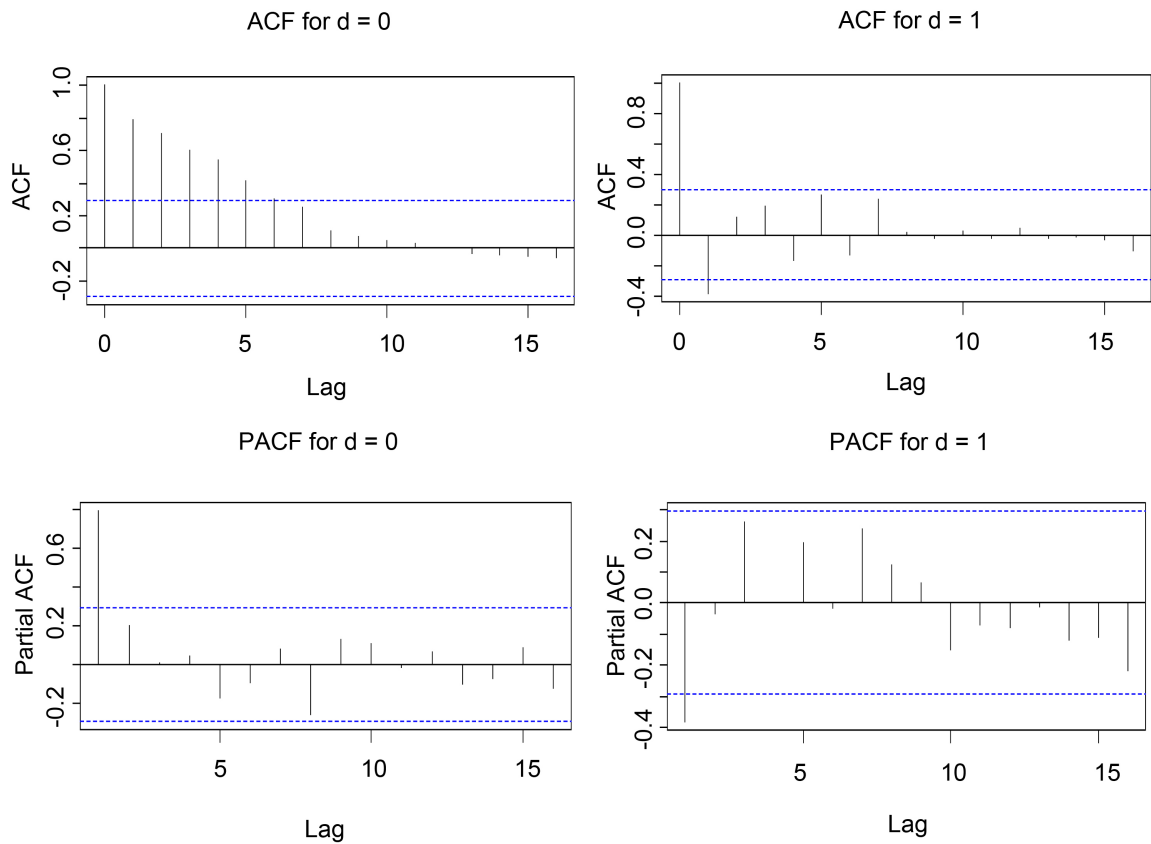 ACF for d = 0
ACF
1.0
0.6
0.2
-0.2
0 5 10 15
Lag
ACF for d = 1
ACF
0.8
0.4
0.0
-0.4
0 5 10 15
Lag
PACF for d = 0
Partial ACF
0.6
0.2
-0.2
5 10 15
Lag
PACF for d = 1
Partial ACF
0.2
0.0
-0.2
-0.4
5 10 15
Lag